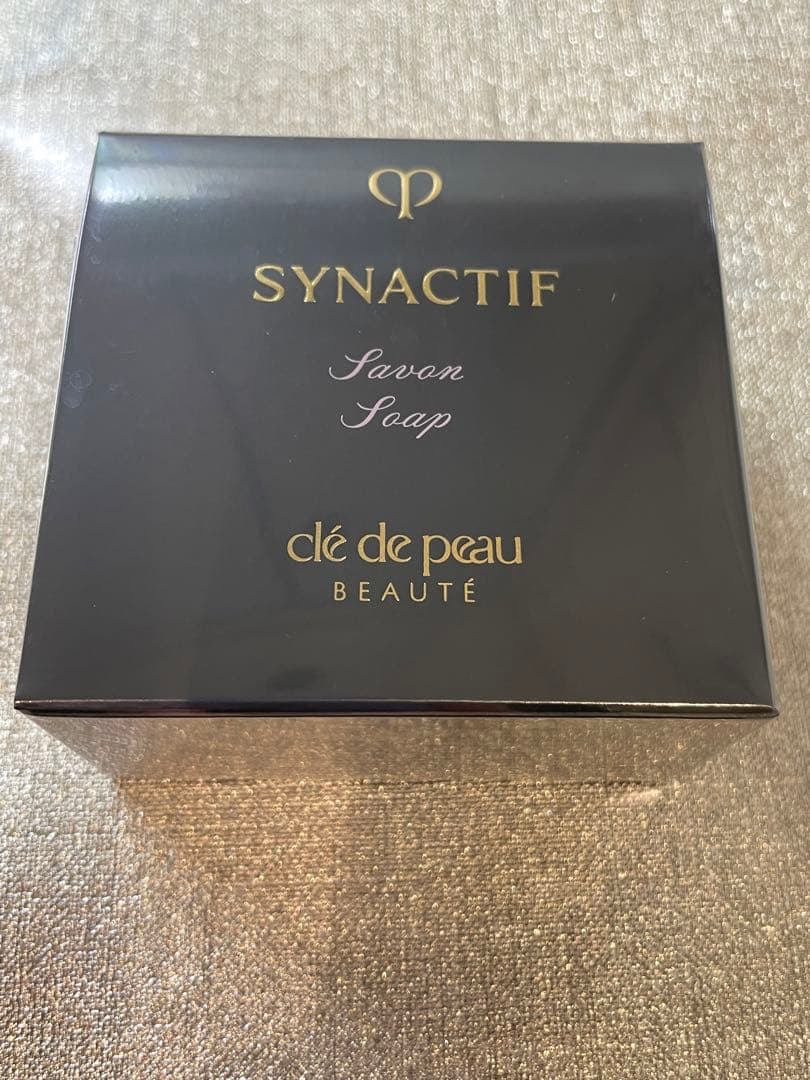 SYNACTIF
Savon
Soap
clé de peau
BEAUTÉ